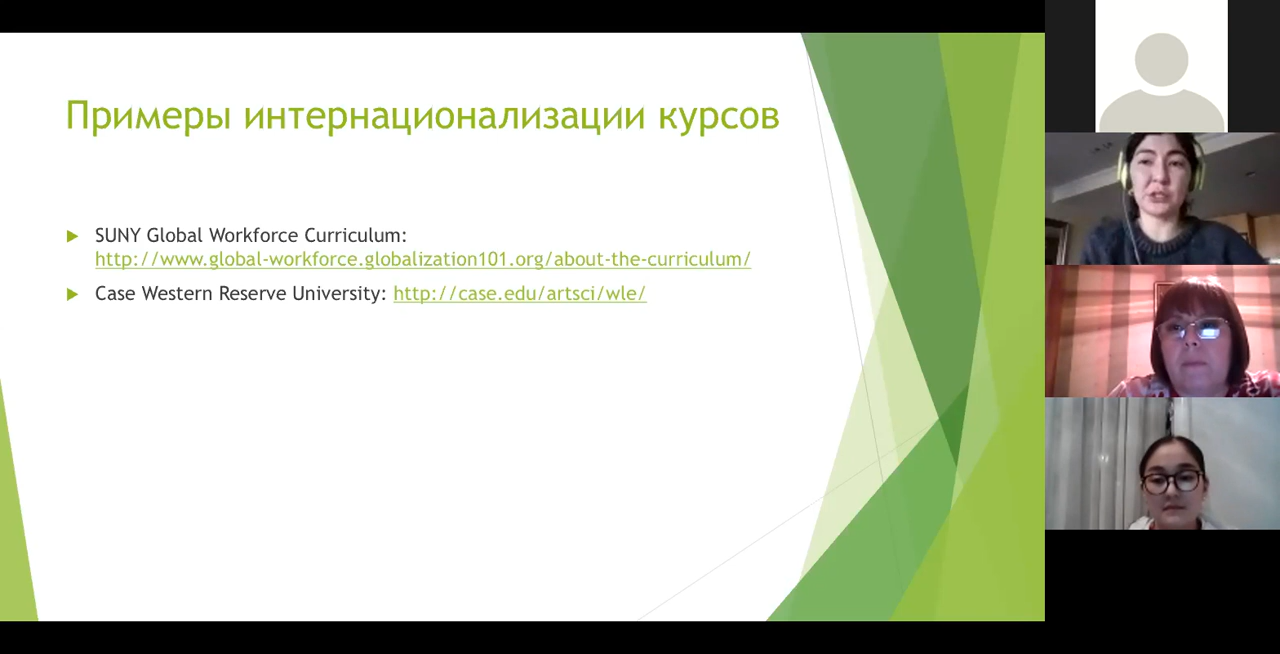 Примеры интернационализации курсов
SUNY Global Workforce Curriculum:
http://www.global-workforce.globalization101.org/about-the-curriculum/
Case Western Reserve University: http://case.edu/artsci/wle/